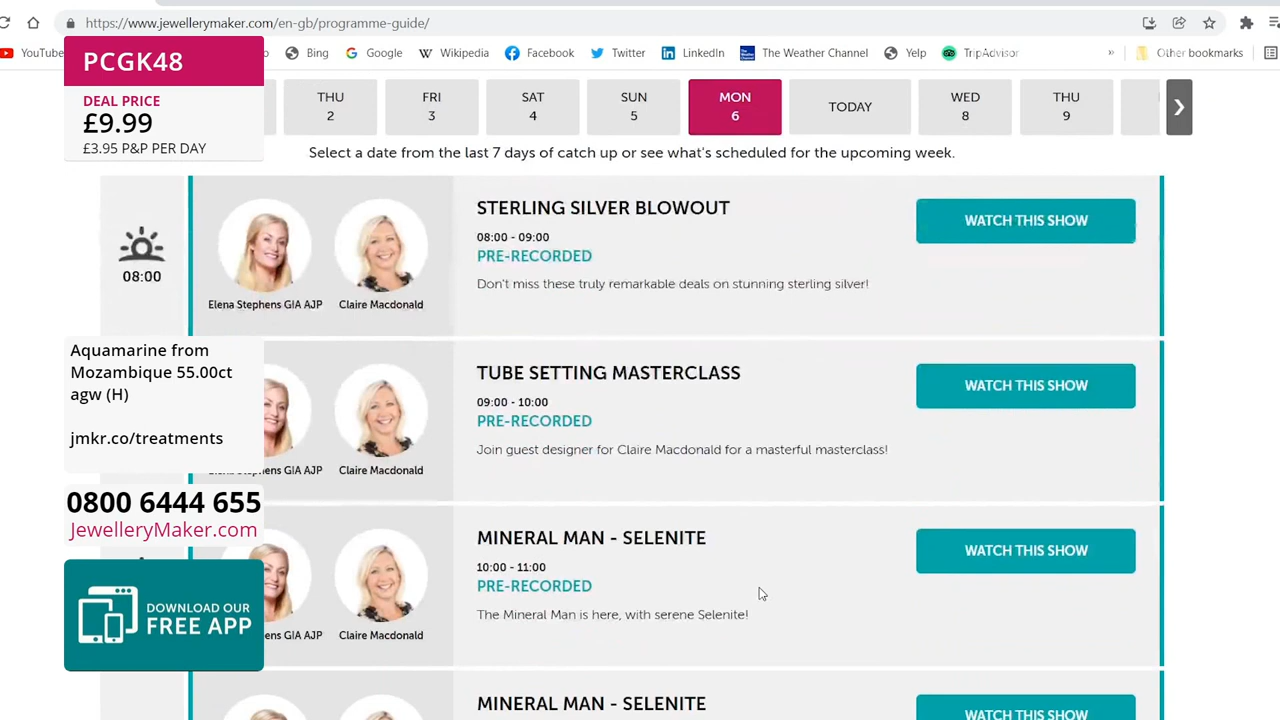 https://www.jewellerymaker.com/en-gb/programme-guide/
YouTube
Bing
Google
Wikipedia
Facebook
Twitter
LinkedIn
The Weather Channel
Yelp
TripAdvisor
»
Other bookmarks
PCGK48
DEAL PRICE
£9.99
£3.95 P&P PER DAY
THU
2
FRI
3
SAT
4
SUN
5
MON
6
TODAY
WED
8
THU
9
Select a date from the last 7 days of catch up or see what's scheduled for the upcoming week.
08:00
Elena Stephens GIA AJP
Claire Macdonald
STERLING SILVER BLOWOUT
08:00 - 09:00
PRE-RECORDED
Don't miss these truly remarkable deals on stunning sterling silver!
WATCH THIS SHOW
Aquamarine from
Mozambique 55.00ct
agw (H)
jmkr.co/treatments
GIA AJP
Claire Macdonald
TUBE SETTING MASTERCLASS
09:00 - 10:00
PRE-RECORDED
Join guest designer for Claire Macdonald for a masterful masterclass!
WATCH THIS SHOW
0800 6444 655
JewelleryMaker.com
DOWNLOAD OUR
FREE APP
ens GIA AJP
Claire Macdonald
MINERAL MAN - SELENITE
10:00 - 11:00
PRE-RECORDED
The Mineral Man is here, with serene Selenite!
WATCH THIS SHOW
MINERAL MAN - SELENITE
WATCH THIS SHOW